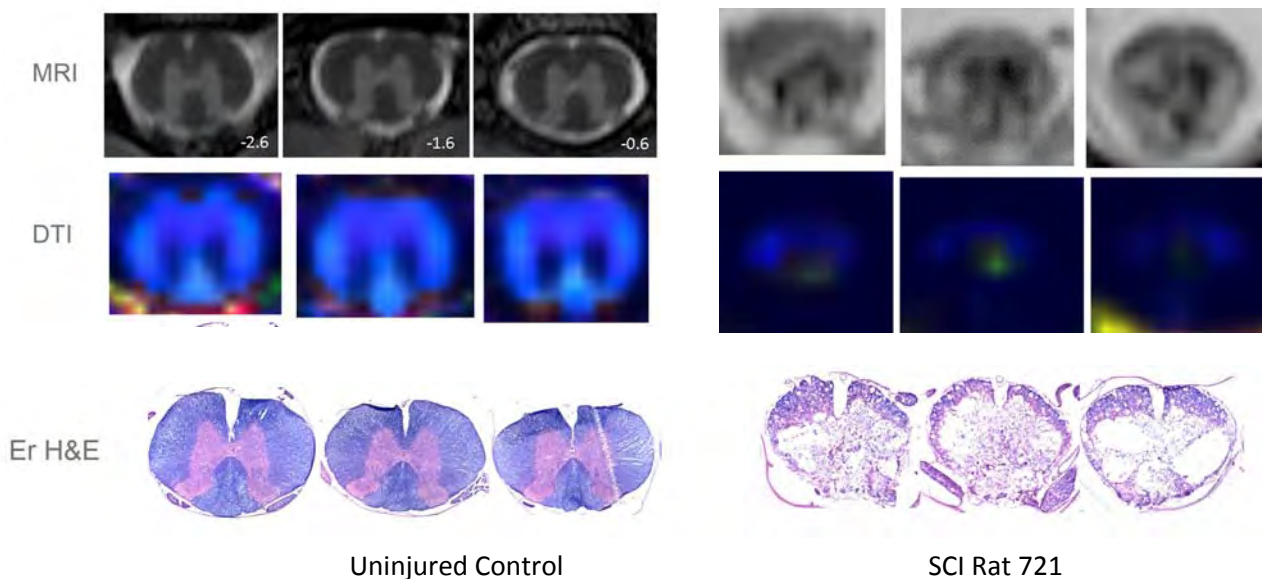 MRI
-2.6
-1.6
-0.6
DTI
Er H&E
Uninjured Control
SCI Rat 721